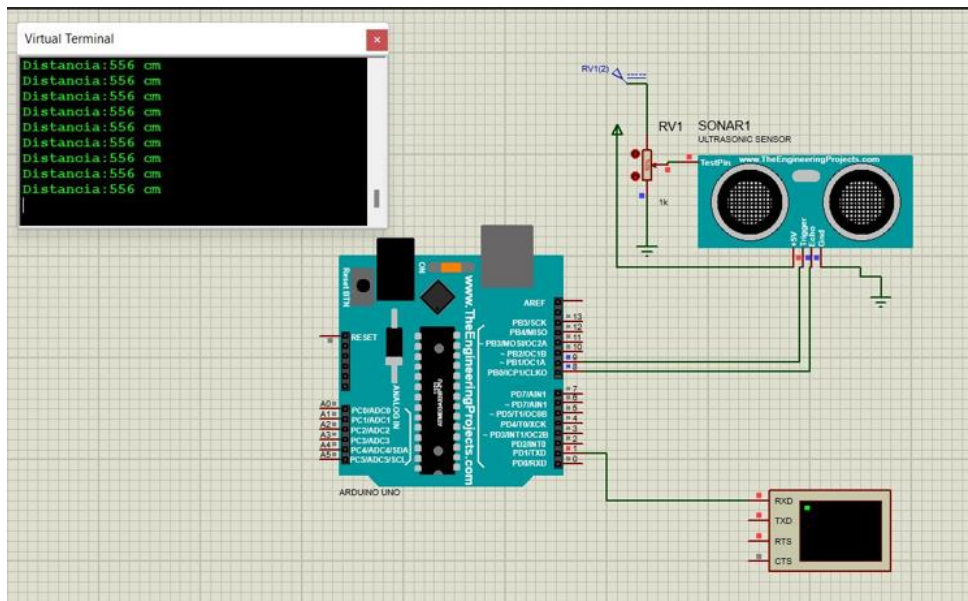 Virtual Terminal
Distancia:556 cm
Distancia:556 cm
Distancia:556 cm
Distancia:556 cm
Distancia:556 cm
Distancia:556 cm
Distancia:556 cm
Distancia:556 cm
Distancia:556 cm
RV1(2)
RV1
1k
SONAR1
ULTRASONIC SENSOR
TestPin
www.TheEngineeringProjects.com
+5V
Trigger
Echo
Gnd
Reset BTN
ON
www.TheEngineeringProjects.com
RESET
ANALOG IN
A0
A1
A2
A3
A4
A5
PC0/ADC0
PC1/ADC1
PC2/ADC2
PC3/ADC3
PC4/ADC4/SDA
PC5/ADC5/SCL
AREF
PB5/SCK
PB4/MISO
~ PB3/MOSI/OC2A
~ PB2/OC1B
~ PB1/OC1A
PB0/ICP1/CLKO
13
12
11
10
9
8
PD7/AIN1
~ PD7/AIN1
~ PD5/T1/OC0B
PD4/T0/XCK
~ PD3/INT1/OC2B
PD2/INT0
PD1/TXD
PD0/RXD
7
6
5
4
3
2
1
0
ARDUINO UNO
RXD
TXD
RTS
CTS